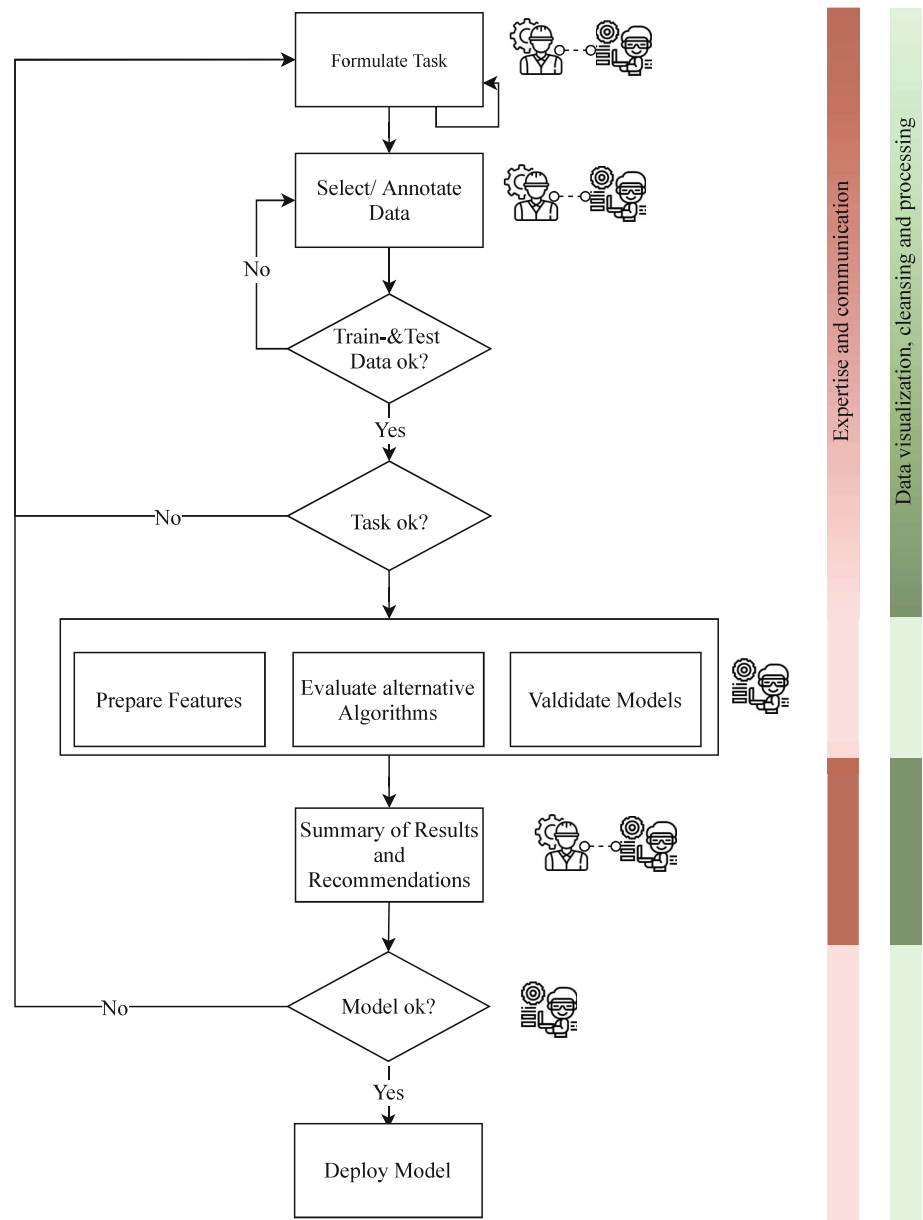 Formulate Task
Select/ Annotate
Data
No
Train-&Test
Data ok?
Yes
No
Task ok?
Prepare Features
Evaluate alternative
Algorithms
Valdidate Models
Summary of Results
and
Recommendations
No
Model ok?
Yes
Deploy Model
Expertise and communication
Data visualization, cleansing and processing